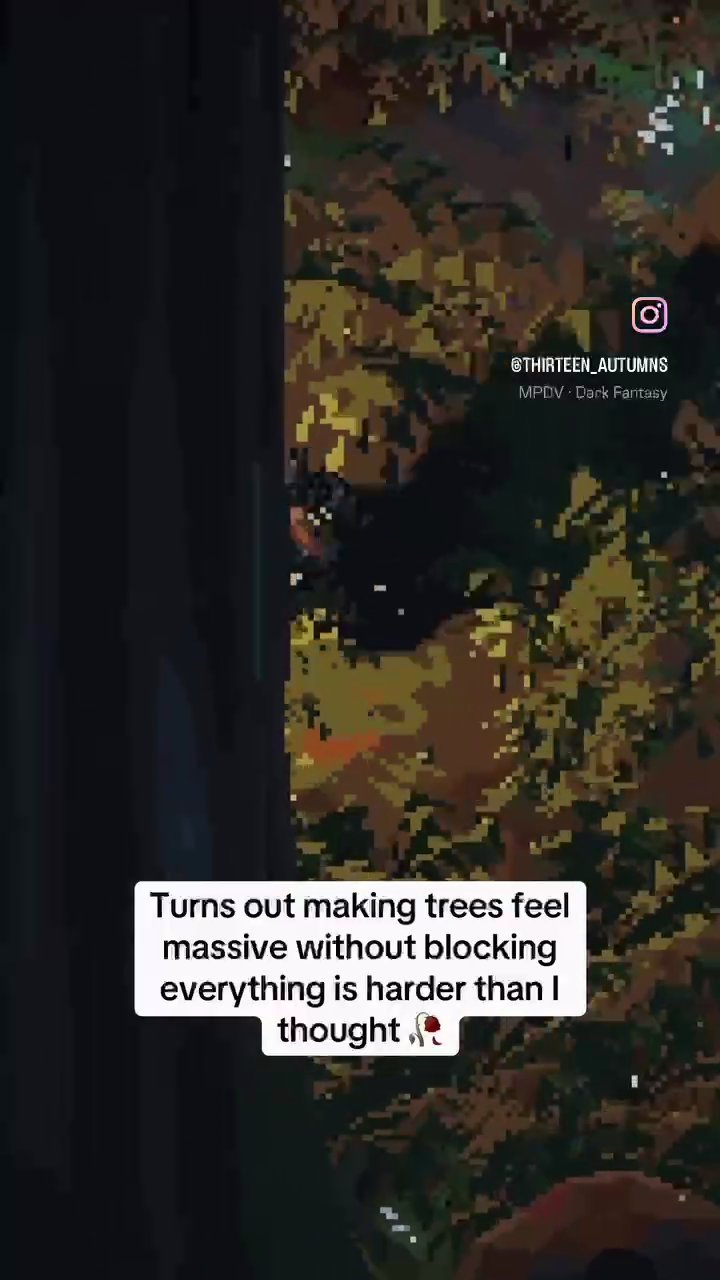 @THIRTEEN_AUTUMNS
MPDV · Dark Fantasy
Turns out making trees feel
massive without blocking
everything is harder than I
thought 🥀